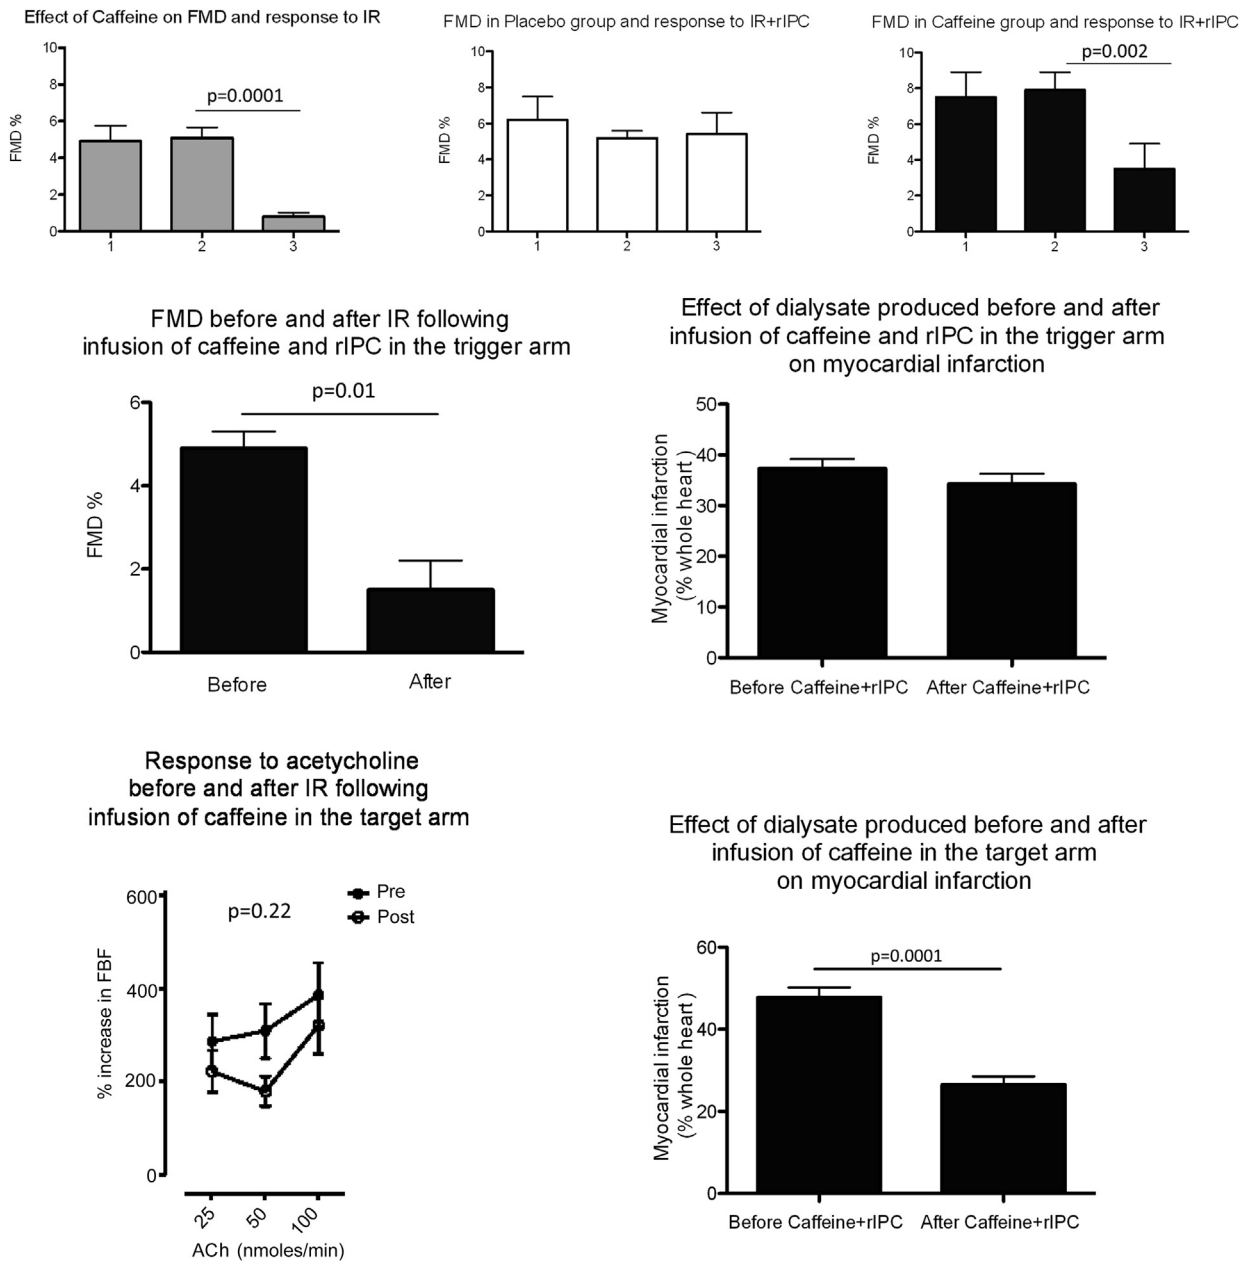 Effect of Caffeine on FMD and response to IR
10
8
6
4
2
0
FMD %
p=0.0001
1 2 3
FMD in Placebo group and response to IR+rIPC
10
8
6
4
2
0
FMD %
1 2 3
FMD in Caffeine group and response to IR+rIPC
10
8
6
4
2
0
FMD %
p=0.002
1 2 3
FMD before and after IR following
infusion of caffeine and rIPC in the trigger arm
p=0.01
6
4
2
0
FMD %
Before After
Effect of dialysate produced before and after
infusion of caffeine and rIPC in the trigger arm
on myocardial infarction
50
40
30
20
10
0
Myocardial infarction
(% whole heart )
Before Caffeine+rIPC After Caffeine+rIPC
Response to acetycholine
before and after IR following
infusion of caffeine in the target arm
600
400
200
0
% increase in FBF
p=0.22
Pre
Post
25 50 100
ACh (nmoles/min)
Effect of dialysate produced before and after
infusion of caffeine in the target arm
on myocardial infarction
60
40
20
0
Myocardial infarction
(% whole heart )
p=0.0001
Before Caffeine+rIPC After Caffeine+rIPC